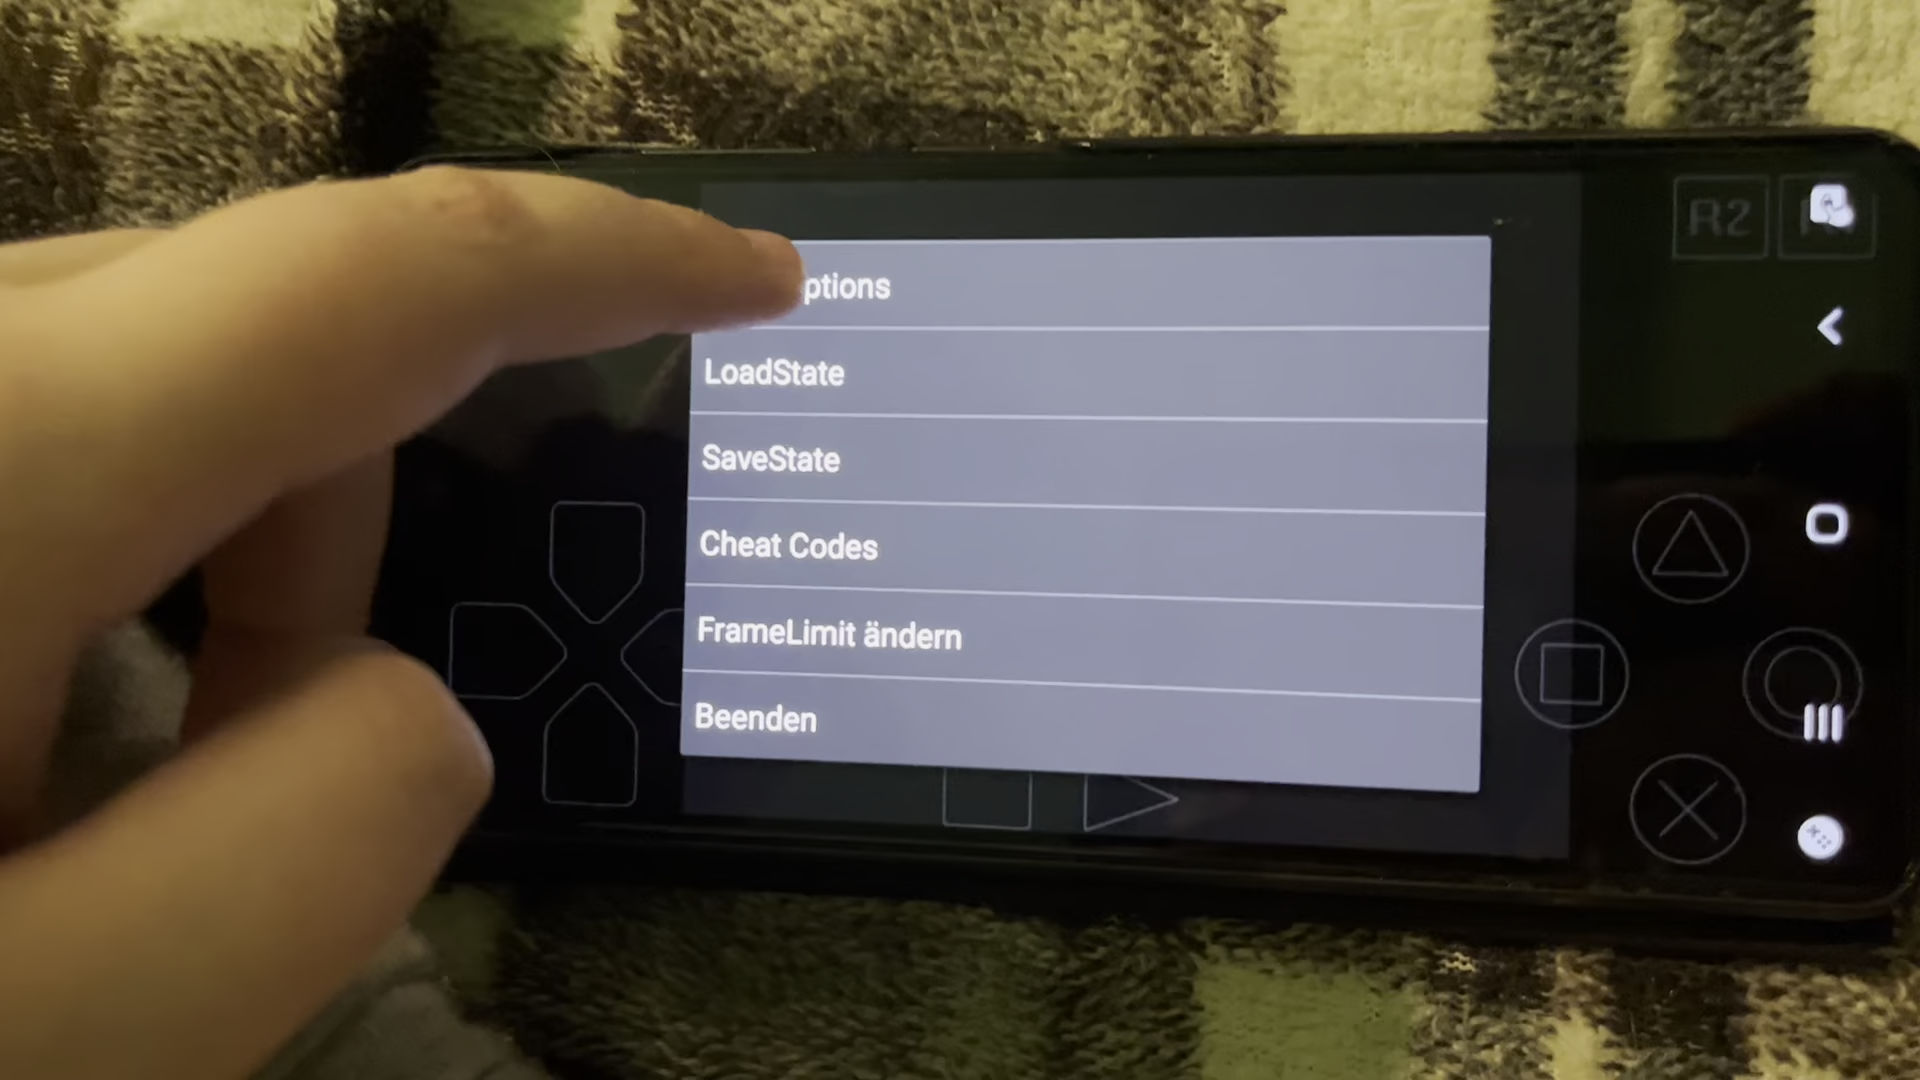 R2
ptions
LoadState
SaveState
Cheat Codes
FrameLimit ändern
Beenden